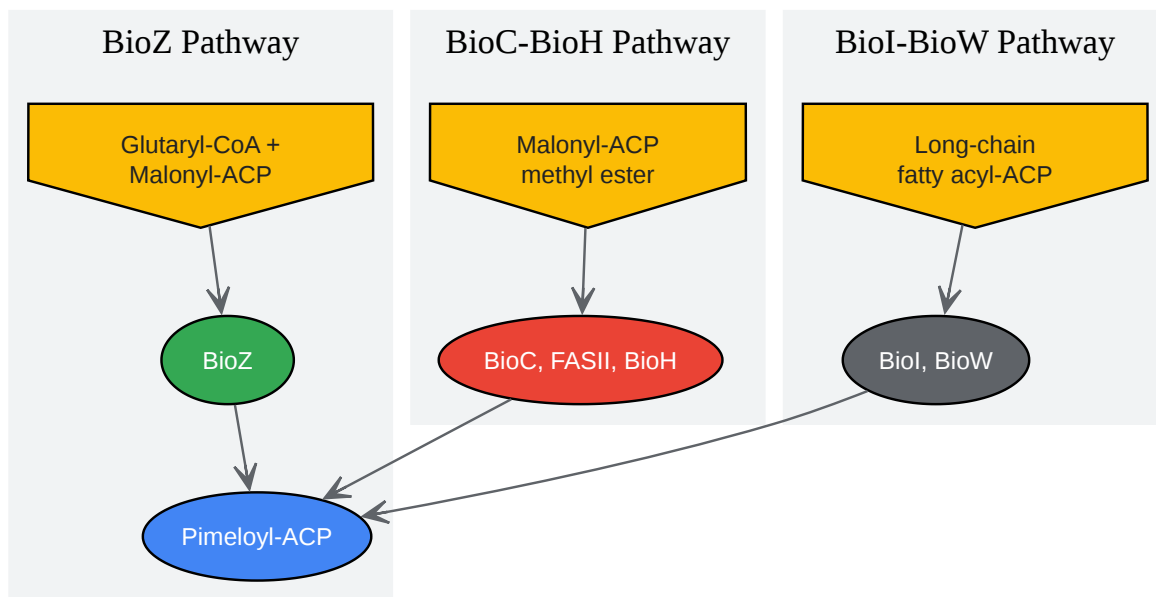 BioZ Pathway
BioC-BioH Pathway
BioI-BioW Pathway
Glutaryl-CoA +
Malonyl-ACP
Malonyl-ACP
methyl ester
Long-chain
fatty acyl-ACP
BioZ
BioC, FASII, BioH
BioI, BioW
Pimeloyl-ACP